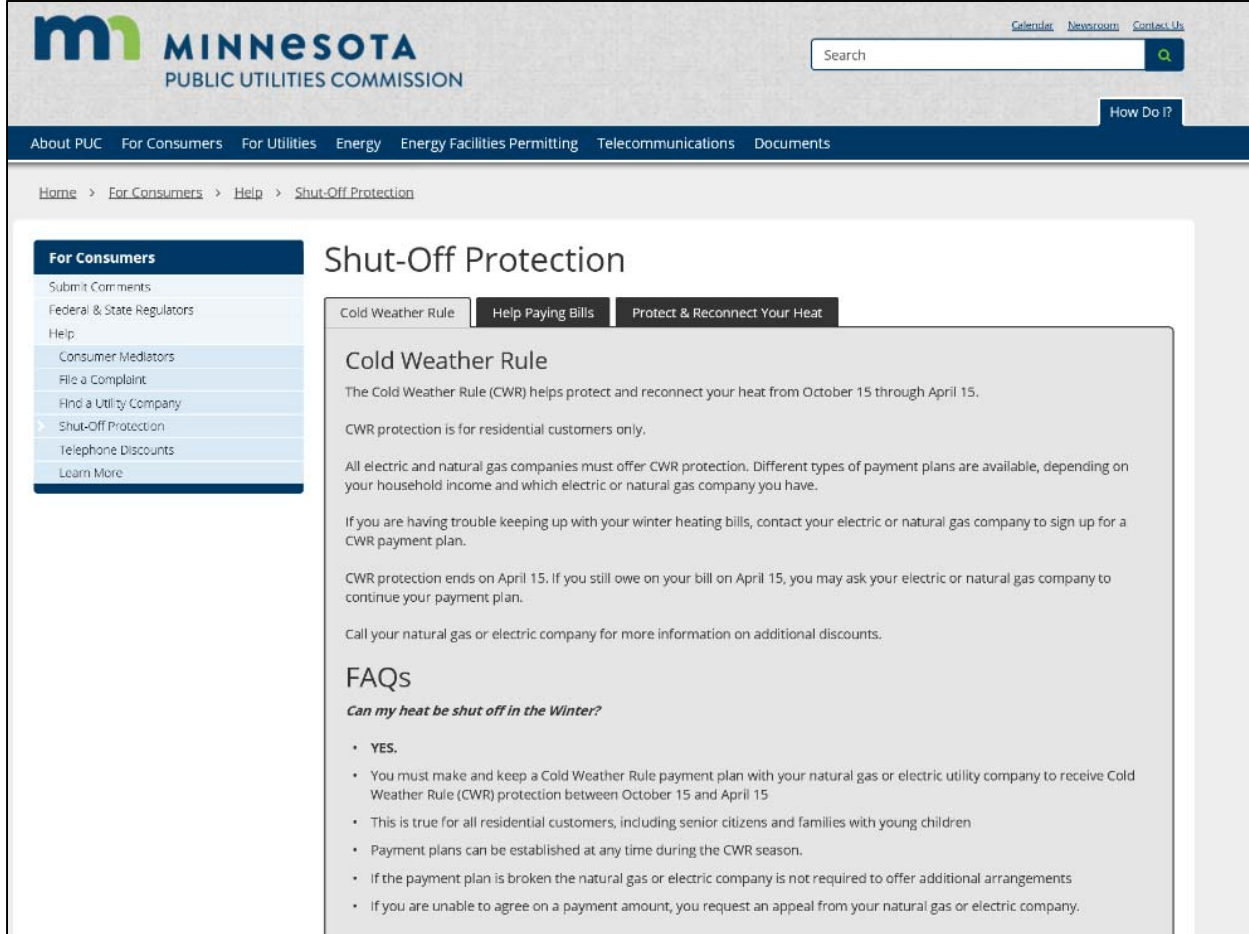 Calendar Newsroom Contact Us
mn MINNESOTA
PUBLIC UTILITIES COMMISSION
Search
How Do I?
About PUC For Consumers For Utilities Energy Energy Facilities Permitting Telecommunications Documents
Home > For Consumers > Help > Shut-Off Protection
For Consumers
Submit Comments
Federal & State Regulators
Help
Consumer Mediators
File a Complaint
Find a Utility Company
Shut-Off Protection
Telephone Discounts
Learn More
Shut-Off Protection
Cold Weather Rule Help Paying Bills Protect & Reconnect Your Heat
Cold Weather Rule
The Cold Weather Rule (CWR) helps protect and reconnect your heat from October 15 through April 15.
CWR protection is for residential customers only.
All electric and natural gas companies must offer CWR protection. Different types of payment plans are available, depending on
your household income and which electric or natural gas company you have.
If you are having trouble keeping up with your winter heating bills, contact your electric or natural gas company to sign up for a
CWR payment plan.
CWR protection ends on April 15. If you still owe on your bill on April 15, you may ask your electric or natural gas company to
continue your payment plan.
Call your natural gas or electric company for more information on additional discounts.
FAQs
Can my heat be shut off in the Winter?
• YES.
• You must make and keep a Cold Weather Rule payment plan with your natural gas or electric utility company to receive Cold
Weather Rule (CWR) protection between October 15 and April 15
• This is true for all residential customers, including senior citizens and families with young children
• Payment plans can be established at any time during the CWR season.
• If the payment plan is broken the natural gas or electric company is not required to offer additional arrangements
• If you are unable to agree on a payment amount, you request an appeal from your natural gas or electric company.